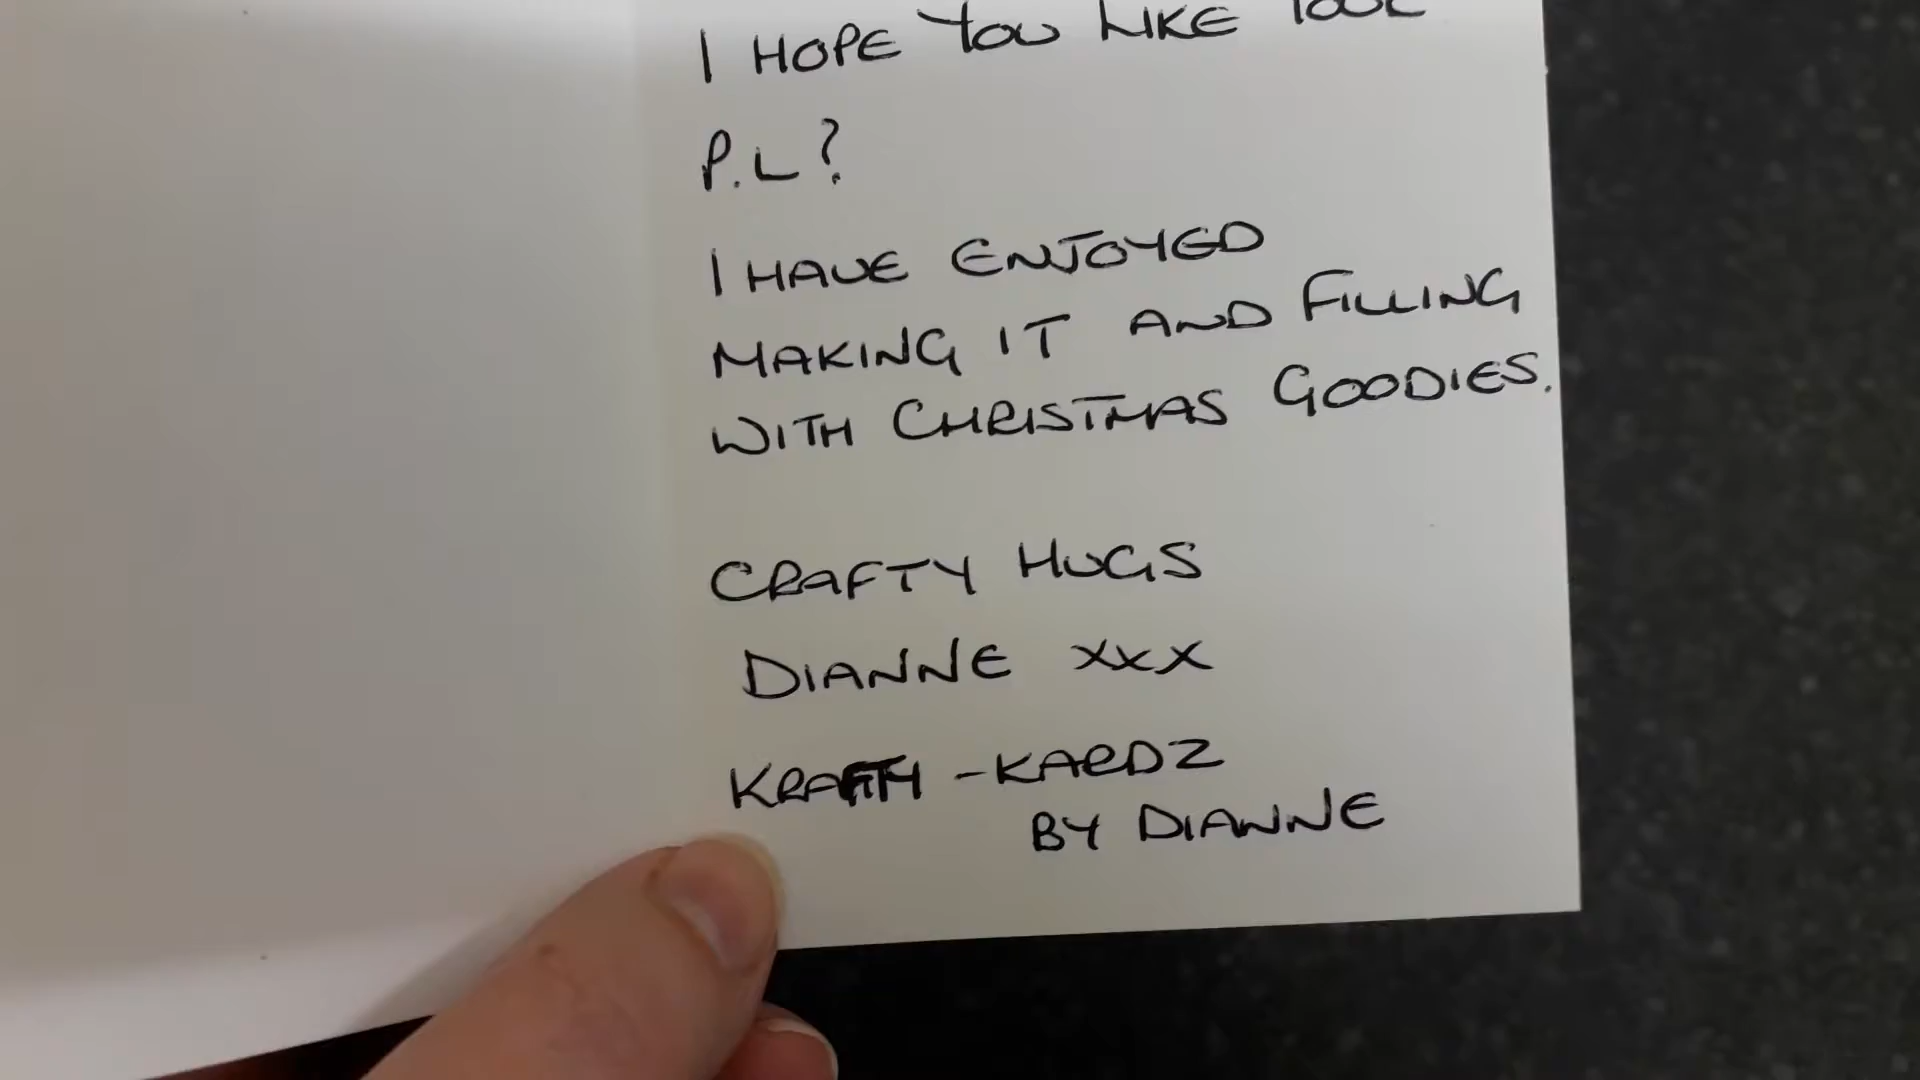 I HOPE YOU LIKE YOUR
P.L?
I HAVE ENJOYED
MAKING IT AND FILLING
WITH CHRISTMAS GOODIES.
CRAFTY HUGS
DIANNE XXX
KRAFTY - KARDZ
BY DIANNE